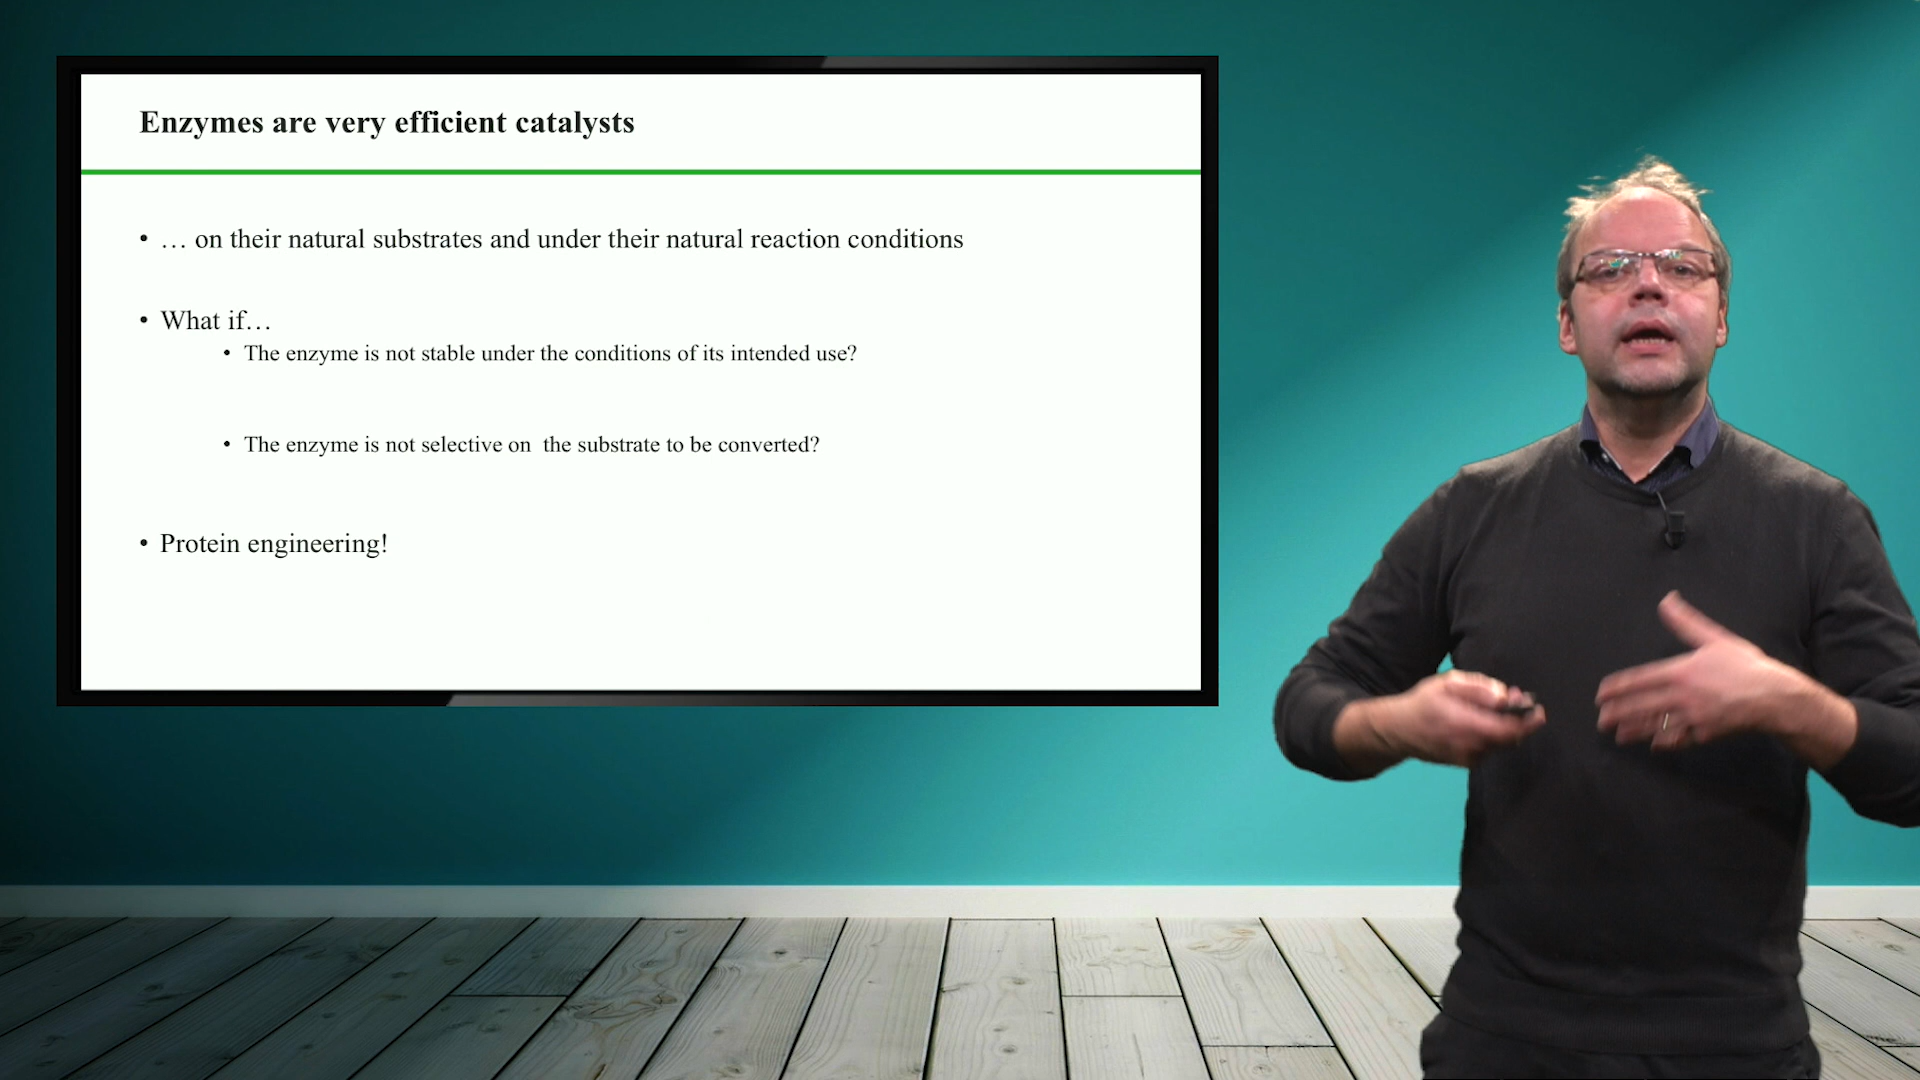 Enzymes are very efficient catalysts
• … on their natural substrates and under their natural reaction conditions
• What if…
• The enzyme is not stable under the conditions of its intended use?
• The enzyme is not selective on  the substrate to be converted?
• Protein engineering!